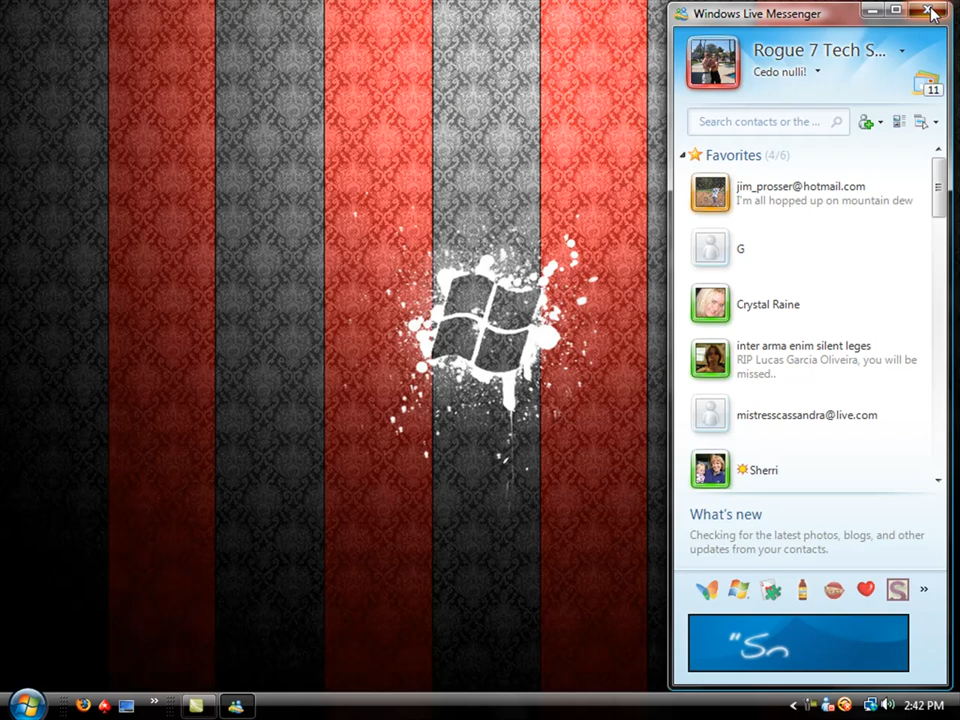 Windows Live Messenger
Rogue 7 Tech S...
Cedo nulli!
11
Search contacts or the ...
Favorites (4/6)
jim_prosser@hotmail.com
I'm all hopped up on mountain dew
G
Crystal Raine
inter arma enim silent leges
RIP Lucas Garcia Oliveira, you will be
missed..
mistresscassandra@live.com
Sherri
What's new
Checking for the latest photos, blogs, and other
updates from your contacts.
S
"Sn
2:42 PM